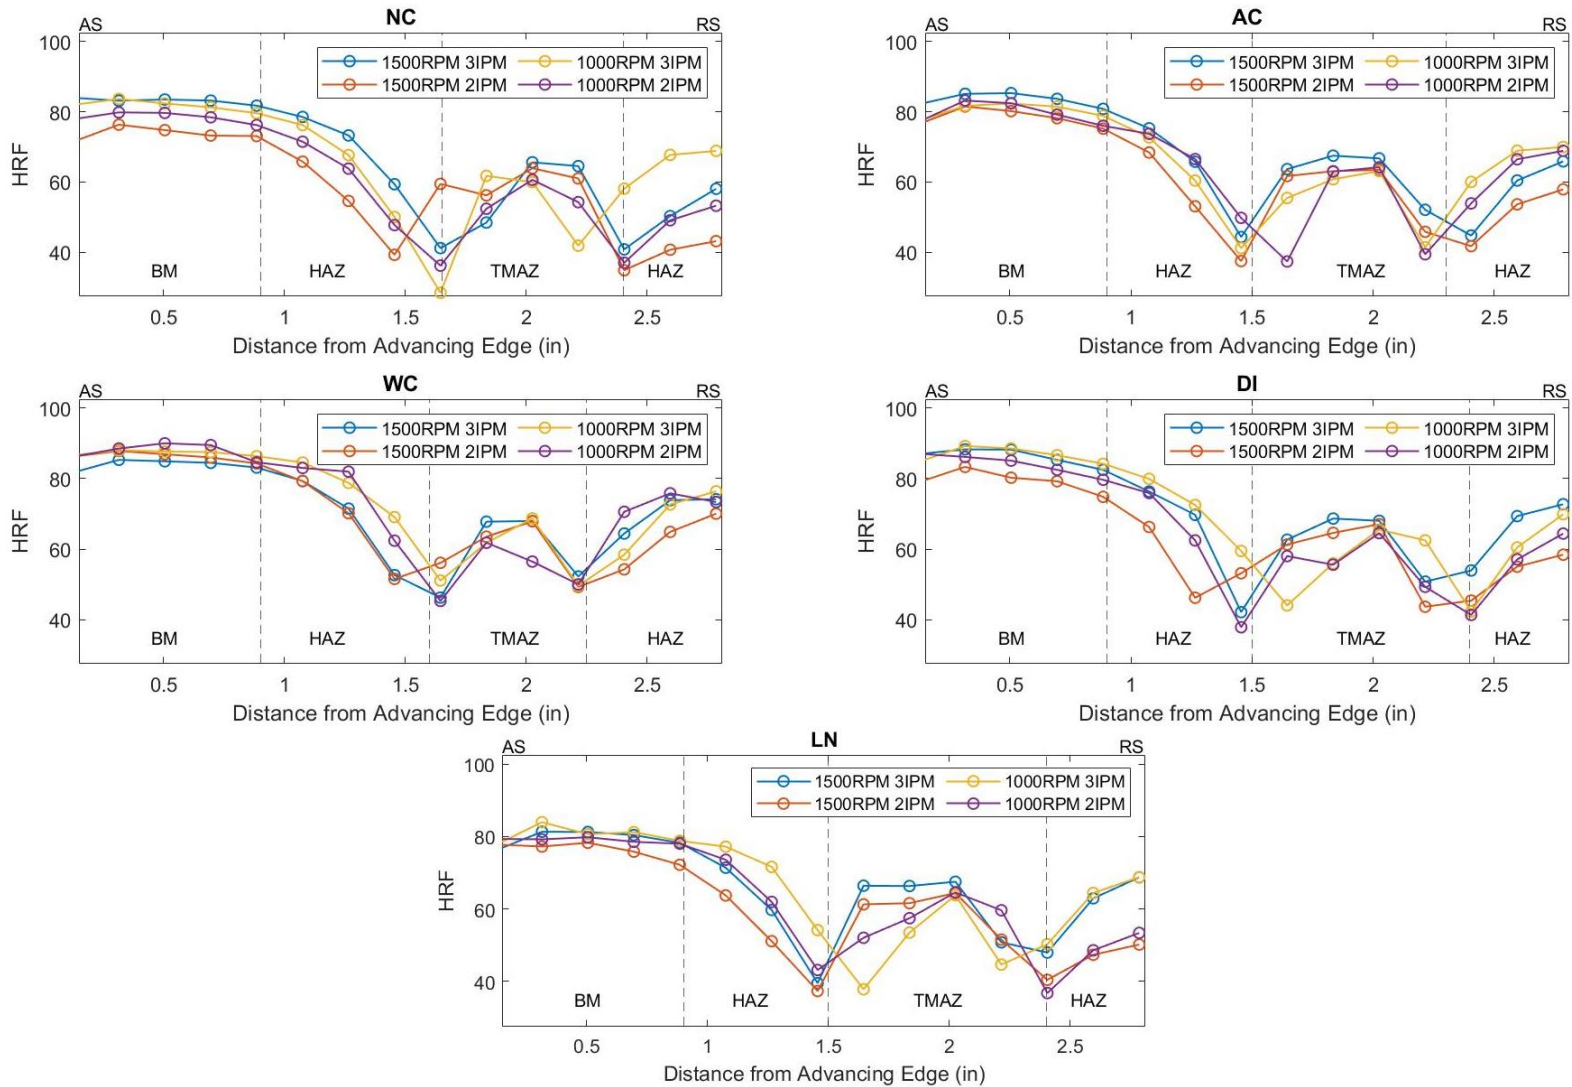 NC
AS RS
100
80
60
40
HRF
1500RPM 3IPM 1000RPM 3IPM
1500RPM 2IPM 1000RPM 2IPM
BM HAZ TMAZ HAZ
0.5 1 1.5 2 2.5
Distance from Advancing Edge (in)
AC
AS RS
100
80
60
40
HRF
1500RPM 3IPM 1000RPM 3IPM
1500RPM 2IPM 1000RPM 2IPM
BM HAZ TMAZ HAZ
0.5 1 1.5 2 2.5
Distance from Advancing Edge (in)
WC
AS RS
100
80
60
40
HRF
1500RPM 3IPM 1000RPM 3IPM
1500RPM 2IPM 1000RPM 2IPM
BM HAZ TMAZ HAZ
0.5 1 1.5 2 2.5
Distance from Advancing Edge (in)
DI
AS RS
100
80
60
40
HRF
1500RPM 3IPM 1000RPM 3IPM
1500RPM 2IPM 1000RPM 2IPM
BM HAZ TMAZ HAZ
0.5 1 1.5 2 2.5
Distance from Advancing Edge (in)
LN
AS RS
100
80
60
40
HRF
1500RPM 3IPM 1000RPM 3IPM
1500RPM 2IPM 1000RPM 2IPM
BM HAZ TMAZ HAZ
0.5 1 1.5 2 2.5
Distance from Advancing Edge (in)